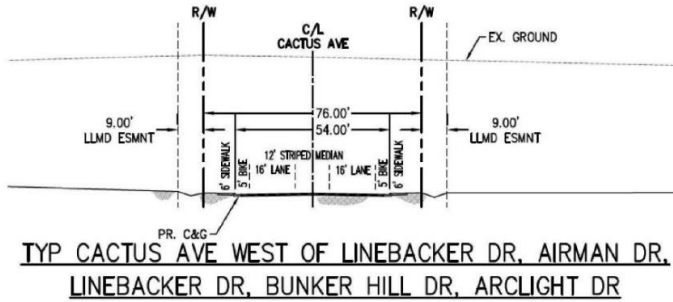 R/W
C/L
CACTUS AVE
R/W
EX. GROUND
76.00'
54.00'
9.00'
LLMD ESMNT
9.00'
LLMD ESMNT
6' SIDEWALK
5' BIKE
12' STRIPED MEDIAN
16' LANE
16' LANE
5' BIKE
6' SIDEWALK
PR. C&G
TYP CACTUS AVE WEST OF LINEBACKER DR, AIRMAN DR,
LINEBACKER DR, BUNKER HILL DR, ARCLIGHT DR